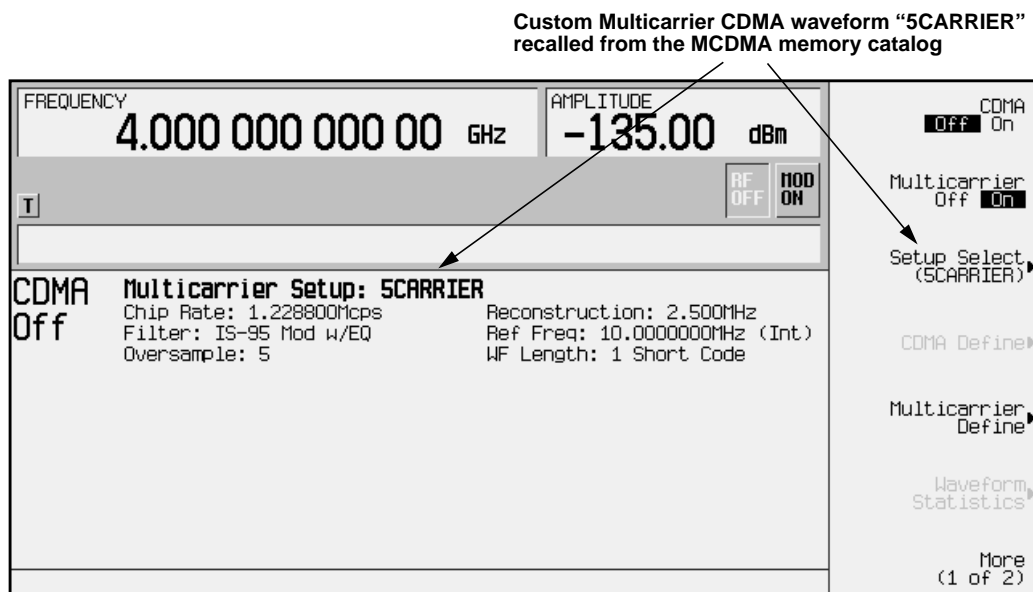 Custom Multicarrier CDMA waveform “5CARRIER”
recalled from the MCDMA memory catalog
FREQUENCY
4.000 000 000 00 GHz
AMPLITUDE
-135.00 dBm
RF
OFF
MOD
ON
T
CDMA
Off
Multicarrier Setup: 5CARRIER
Chip Rate: 1.228800Mcps
Filter: IS-95 Mod w/EQ
Oversample: 5
Reconstruction: 2.500MHz
Ref Freq: 10.0000000MHz (Int)
WF Length: 1 Short Code
CDMA
Off On
Multicarrier
Off On
Setup Select
(5CARRIER)
CDMA Define
Multicarrier
Define
Waveform
Statistics
More
(1 of 2)